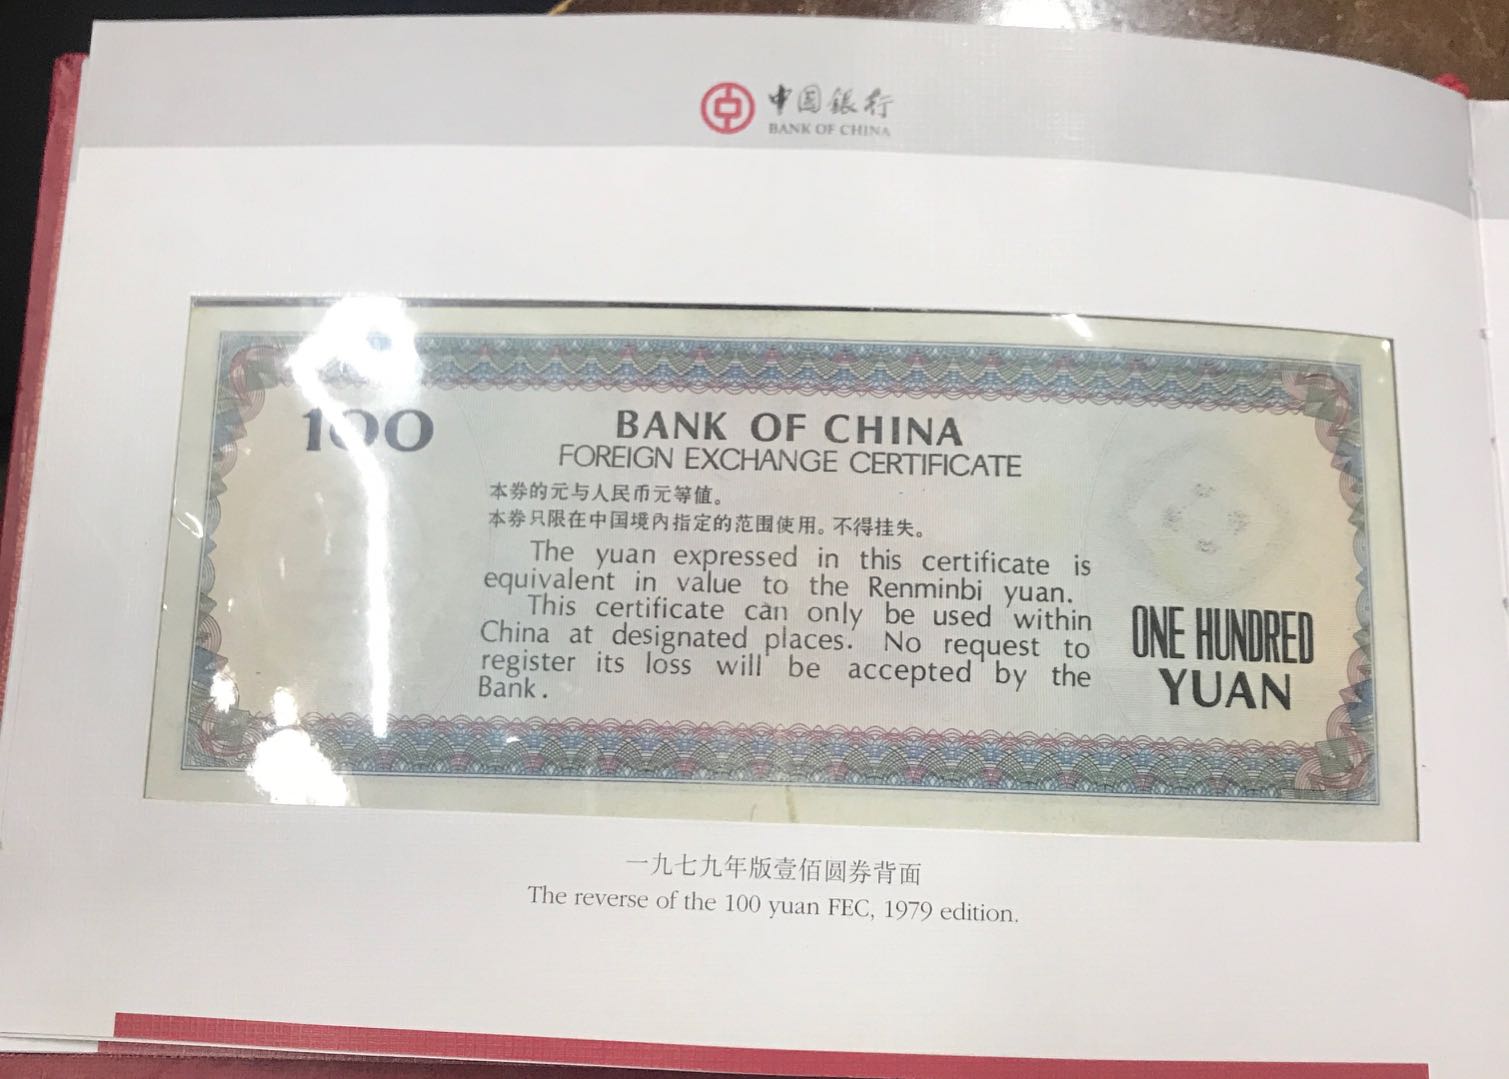 中国銀行
BANK OF CHINA
100
BANK OF CHINA
FOREIGN EXCHANGE CERTIFICATE
本券的元与人民币元等值。
本券只限在中国境内指定的范围使用。不得挂失。
The yuan expressed in this certificate is
equivalent in value to the Renminbi yuan.
This certificate can only be used within
China at designated places. No request to
register its loss will be accepted by the
Bank.
ONE HUNDRED
YUAN
一九七九年版壹佰圆券背面
The reverse of the 100 yuan FEC, 1979 edition.